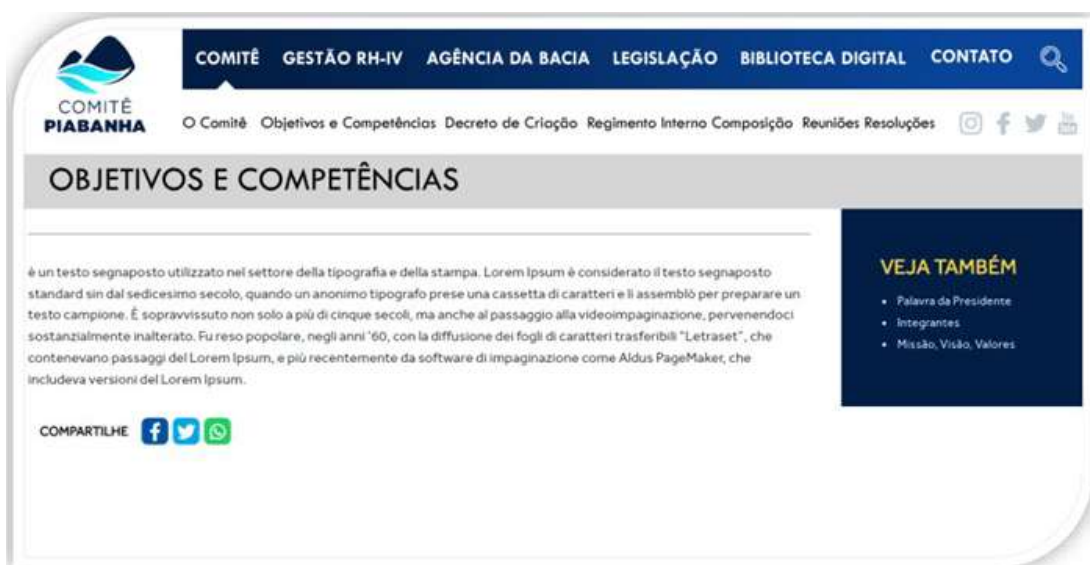 COMITÊ GESTÃO RH-IV AGÊNCIA DA BACIA LEGISLAÇÃO BIBLIOTECA DIGITAL CONTATO
COMITÊ
PIABANHA
O Comitê Objetivos e Competências Decreto de Criação Regimento Interno Composição Reuniões Resoluções
You
Tube
OBJETIVOS E COMPETÊNCIAS
è un testo segnaposto utilizzato nel settore della tipografia e della stampa. Lorem Ipsum è considerato il testo segnaposto
standard sin dal sedicesimo secolo, quando un anonimo tipografo prese una cassetta di caratteri e li assemblò per preparare un
testo campione. È sopravvissuto non solo a più di cinque secoli, ma anche al passaggio alla videoimpaginazione, pervenendoci
sostanzialmente inalterato. Fu reso popolare, negli anni '60, con la diffusione dei fogli di caratteri trasferibili "Letraset", che
contenevano passaggi del Lorem Ipsum, e più recentemente da software di impaginazione come Aldus PageMaker, che
includeva versioni del Lorem Ipsum.
COMPARTILHE
VEJA TAMBÉM
• Palavra da Presidente
• Integrantes
• Missão, Visão, Valores